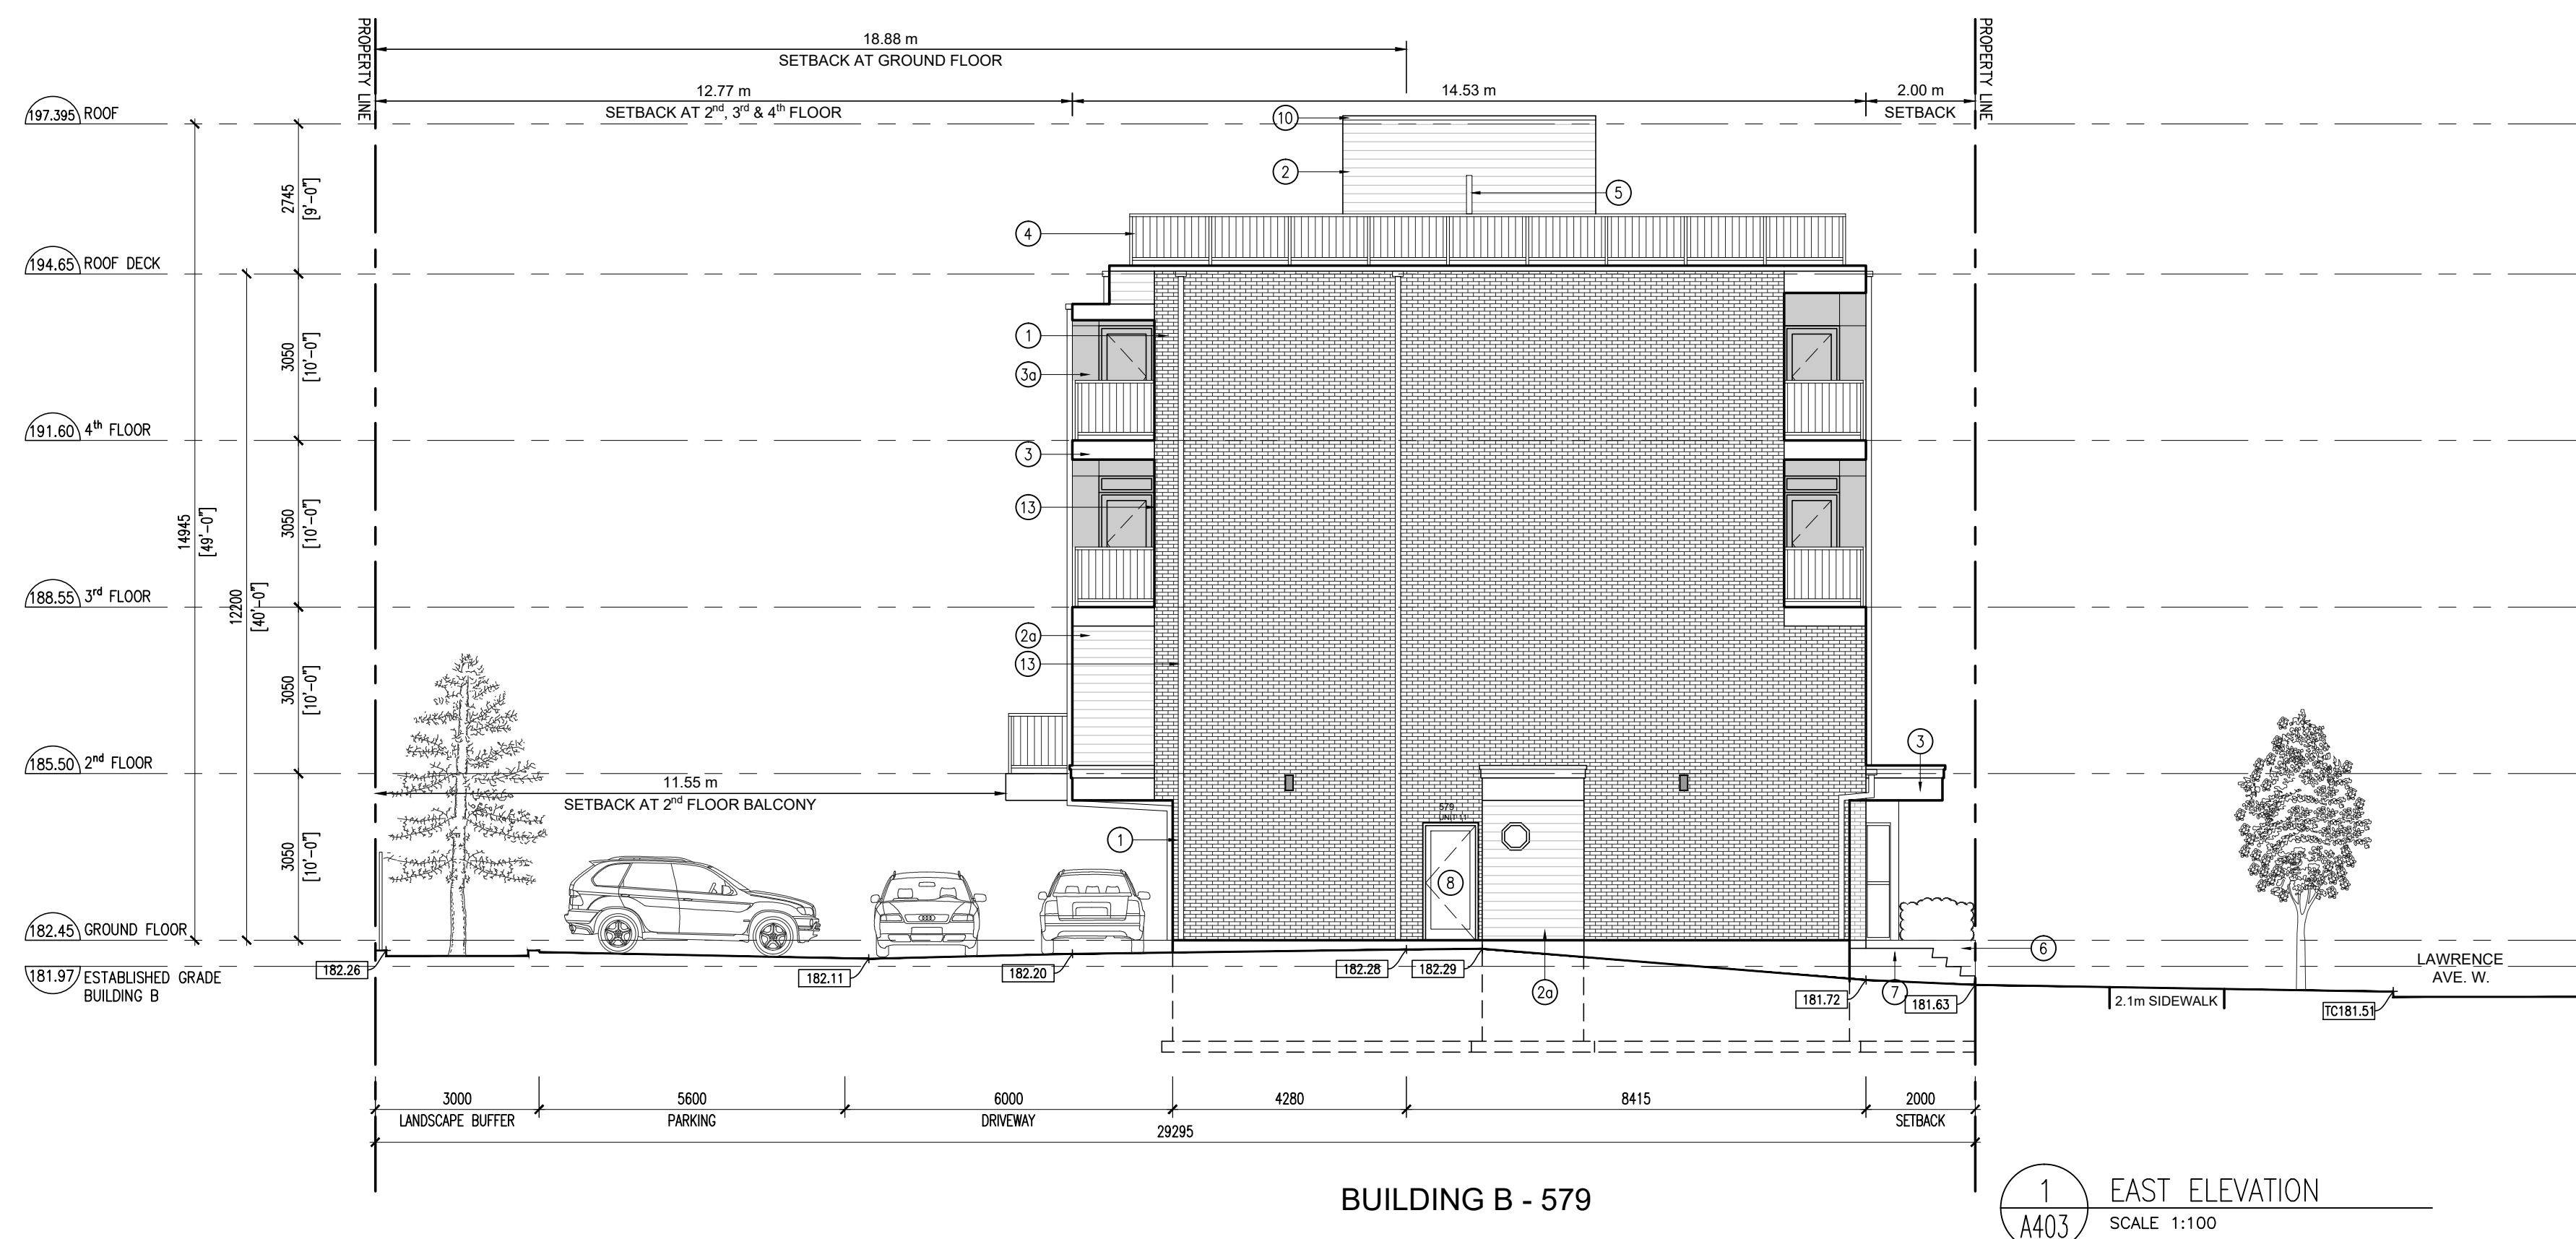 PROPERTY LINE
PROPERTY LINE
18.88 m
SETBACK AT GROUND FLOOR
12.77 m
SETBACK AT 2nd, 3rd & 4th FLOOR
14.53 m
2.00 m
SETBACK
197.395 ROOF
10
2
5
2745
[9'-0"]
4
194.65 ROOF DECK
1
3050
[10'-0"]
3a
191.60 4th FLOOR
3
13
3050
[10'-0"]
14945
[49'-0"]
12200
[40'-0"]
188.55 3rd FLOOR
2a
13
3050
[10'-0"]
3
185.50 2nd FLOOR
11.55 m
SETBACK AT 2nd FLOOR BALCONY
579
UNIT 11
1
3050
[10'-0"]
8
182.45 GROUND FLOOR
6
181.97 ESTABLISHED GRADE
BUILDING B
182.26
182.11
182.20
182.28
182.29
2a
181.72
7
181.63
2.1m SIDEWALK
TC181.51
LAWRENCE
AVE. W.
3000
LANDSCAPE BUFFER
5600
PARKING
6000
DRIVEWAY
4280
8415
2000
SETBACK
29295
BUILDING B - 579
1
A403
EAST ELEVATION
SCALE 1:100